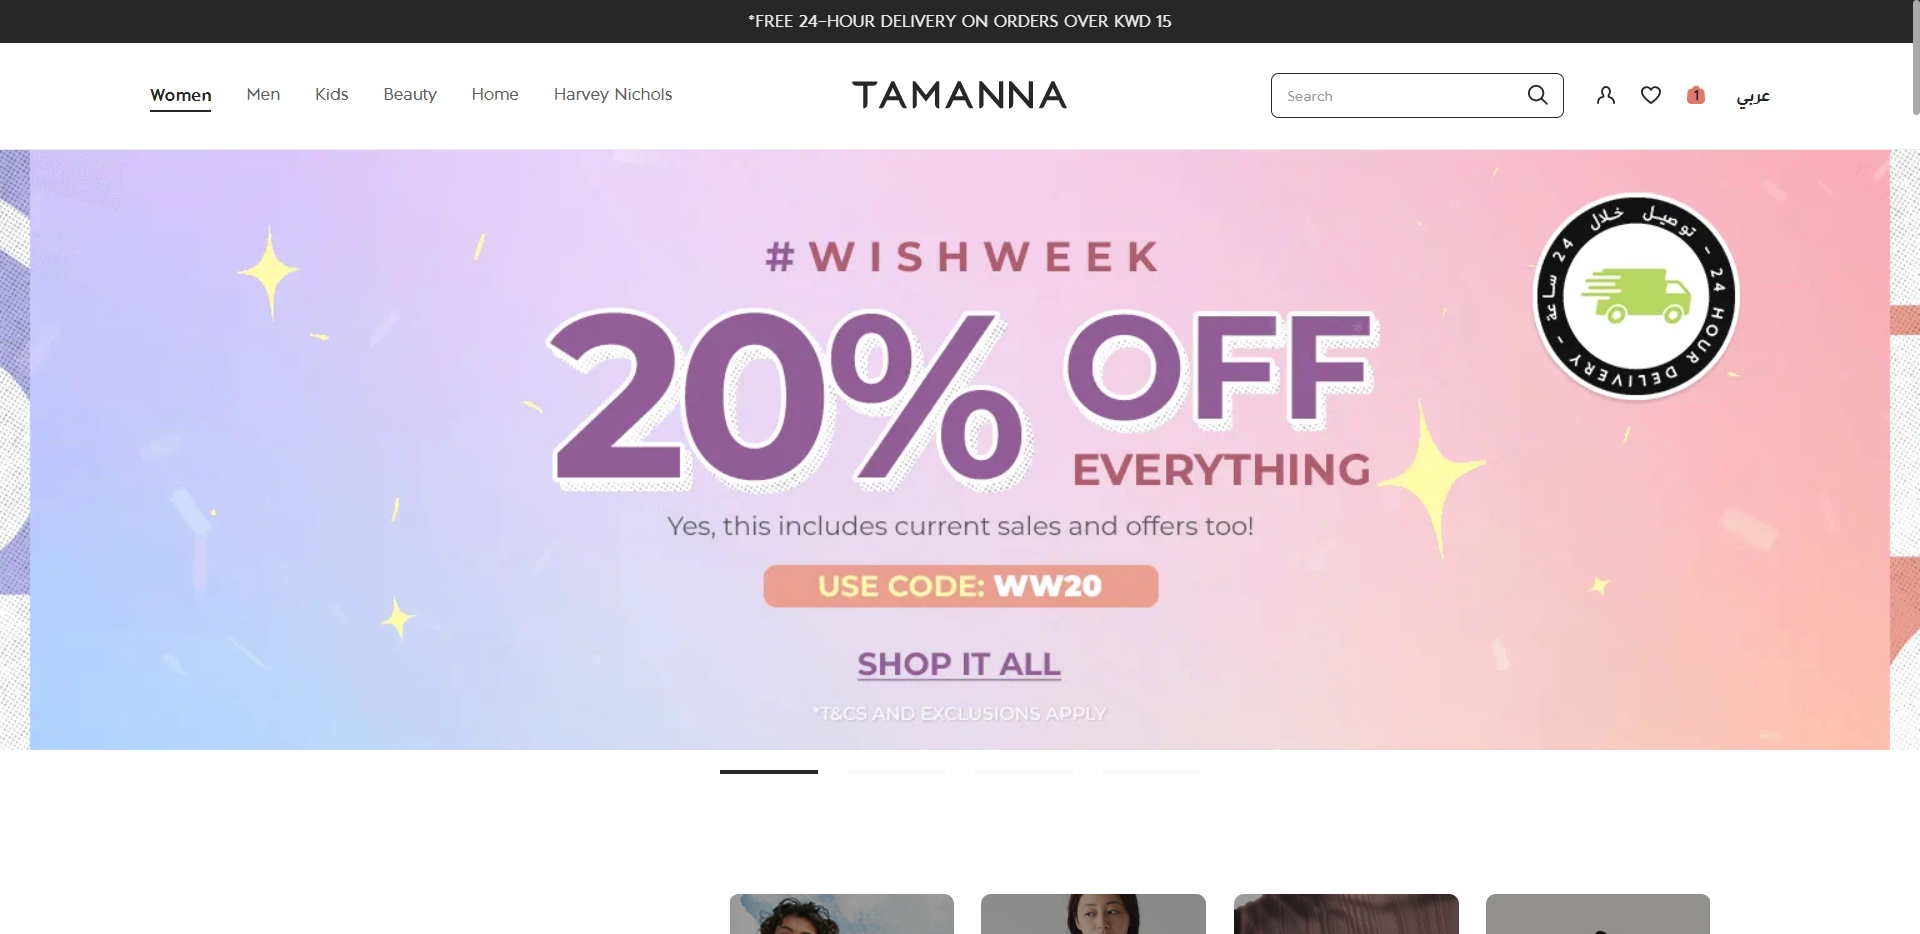 *FREE 24-HOUR DELIVERY ON ORDERS OVER KWD 15
Women Men Kids Beauty Home Harvey Nichols
TAMANNA
Search
1
عربي
#WISHWEEK
20% OFF
EVERYTHING
Yes, this includes current sales and offers too!
USE CODE: WW20
SHOP IT ALL
*T&CS AND EXCLUSIONS APPLY
توصيل خلال 24 ساعة - 24 HOUR DELIVERY -